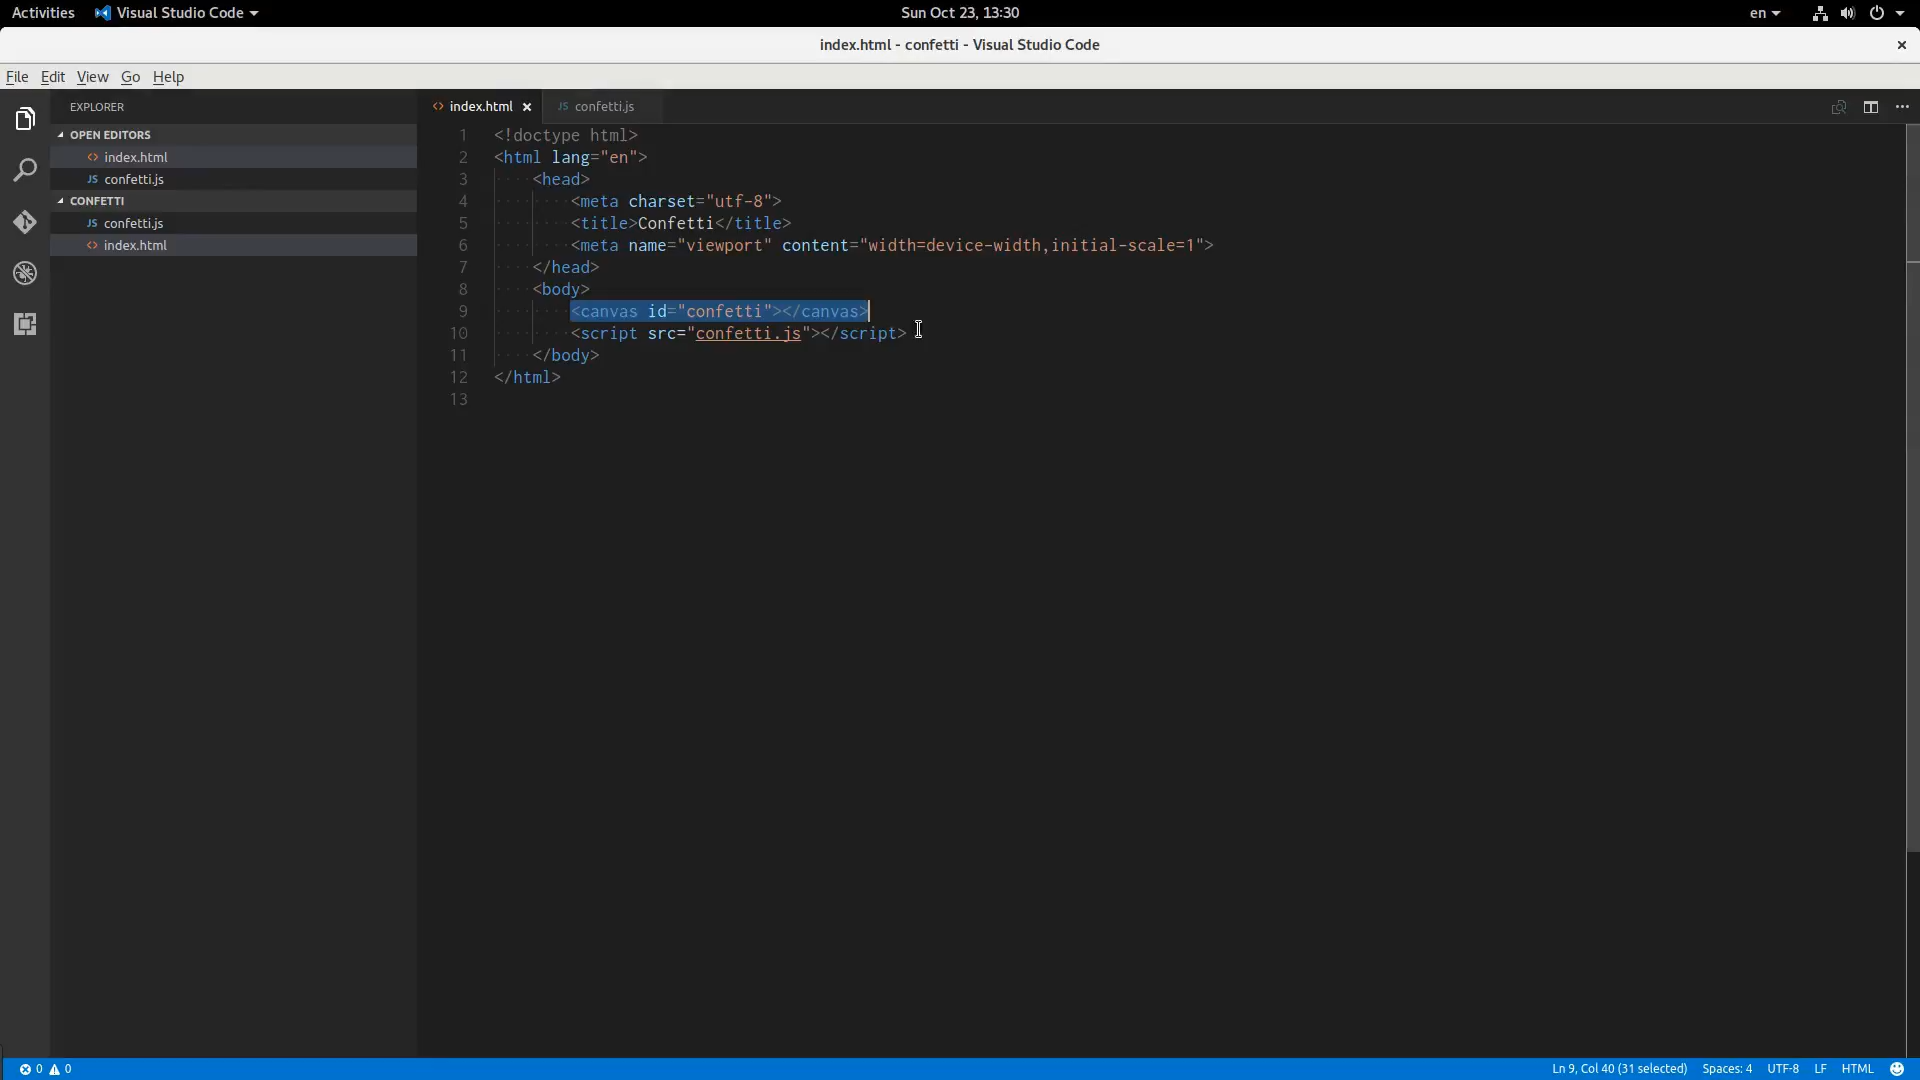 Activities Visual Studio Code Sun Oct 23, 13:30 en
index.html - confetti - Visual Studio Code ×
File Edit View Go Help
EXPLORER
OPEN EDITORS
<> index.html
JS confetti.js
CONFETTI
JS confetti.js
<> index.html
<> index.html × JS confetti.js ···
1 <!doctype html>
2 <html lang="en">
3 ····<head>
4 ········<meta charset="utf-8">
5 ········<title>Confetti</title>
6 ········<meta name="viewport" content="width=device-width,initial-scale=1">
7 ····</head>
8 ····<body>
9 ········<canvas id="confetti"></canvas>
10 ········<script src="confetti.js"></script>
11 ····</body>
12 </html>
13
0 0 Ln 9, Col 40 (31 selected) Spaces: 4 UTF-8 LF HTML